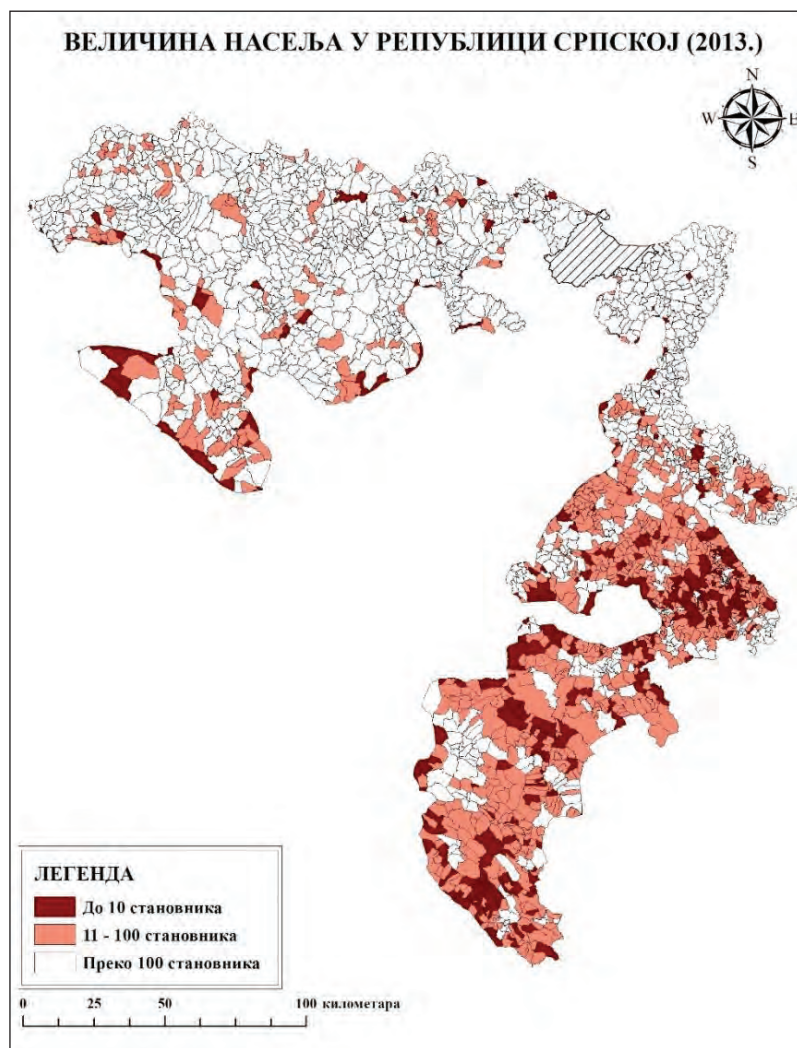 ВЕЛИЧИНА НАСЕЉА У РЕПУБЛИЦИ СРПСКОЈ (2013.)
N
W E
S
ЛЕГЕНДА
До 10 становника
11 - 100 становника
Преко 100 становника
0 25 50 100 километара